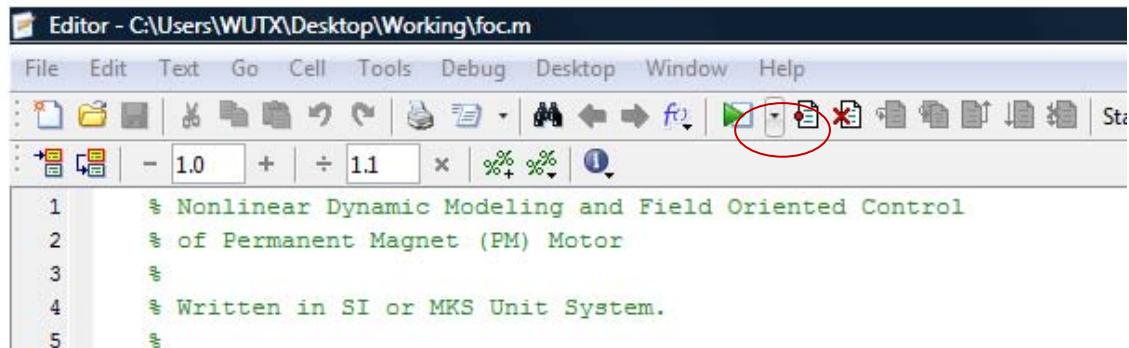 Editor - C:\Users\WUTX\Desktop\Working\foc.m
File Edit Text Go Cell Tools Debug Desktop Window Help
Sta
− 1.0 + ÷ 1.1 ×
1 % Nonlinear Dynamic Modeling and Field Oriented Control
2 % of Permanent Magnet (PM) Motor
3 %
4 % Written in SI or MKS Unit System.
5 %